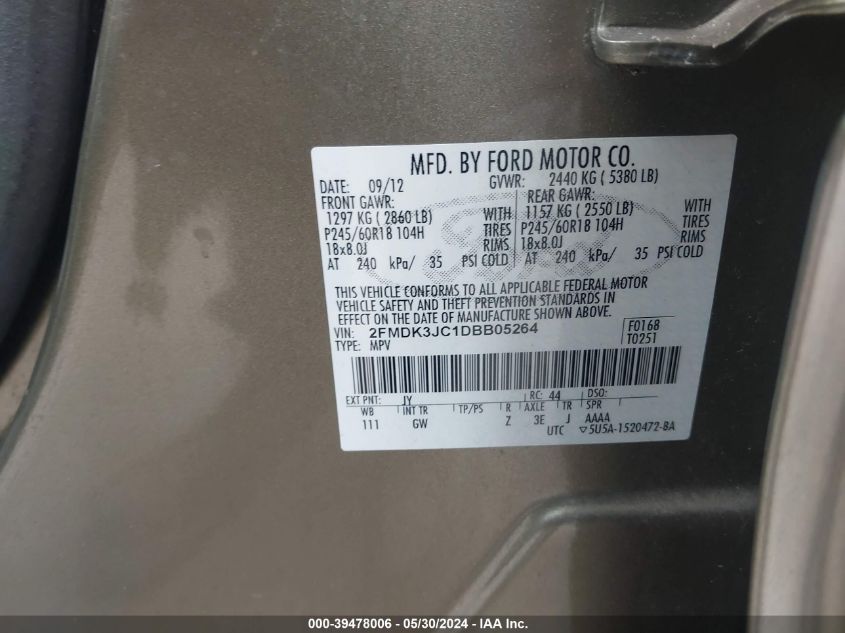 MFD. BY FORD MOTOR CO.
DATE: 09/12 GVWR: 2440 KG ( 5380 LB)
FRONT GAWR: REAR GAWR:
1297 KG ( 2860 LB) WITH 1157 KG ( 2550 LB) WITH
P245/60R18 104H TIRES P245/60R18 104H TIRES
18x8.0J RIMS 18x8.0J RIMS
AT 240 kPa/ 35 PSI COLD AT 240 kPa/ 35 PSI COLD
THIS VEHICLE CONFORMS TO ALL APPLICABLE FEDERAL MOTOR
VEHICLE SAFETY AND THEFT PREVENTION STANDARDS IN
EFFECT ON THE DATE OF MANUFACTURE SHOWN ABOVE.
VIN: 2FMDK3JC1DBB05264 F0168
TYPE: MPV T0251
EXT PNT: JY RC: 44 DSO:
WB INT TR TP/PS R AXLE TR SPR
111 GW Z 3E J AAAA
UTC ▽5U5A-1520472-BA
000-39478006 - 05/30/2024 - IAA Inc.